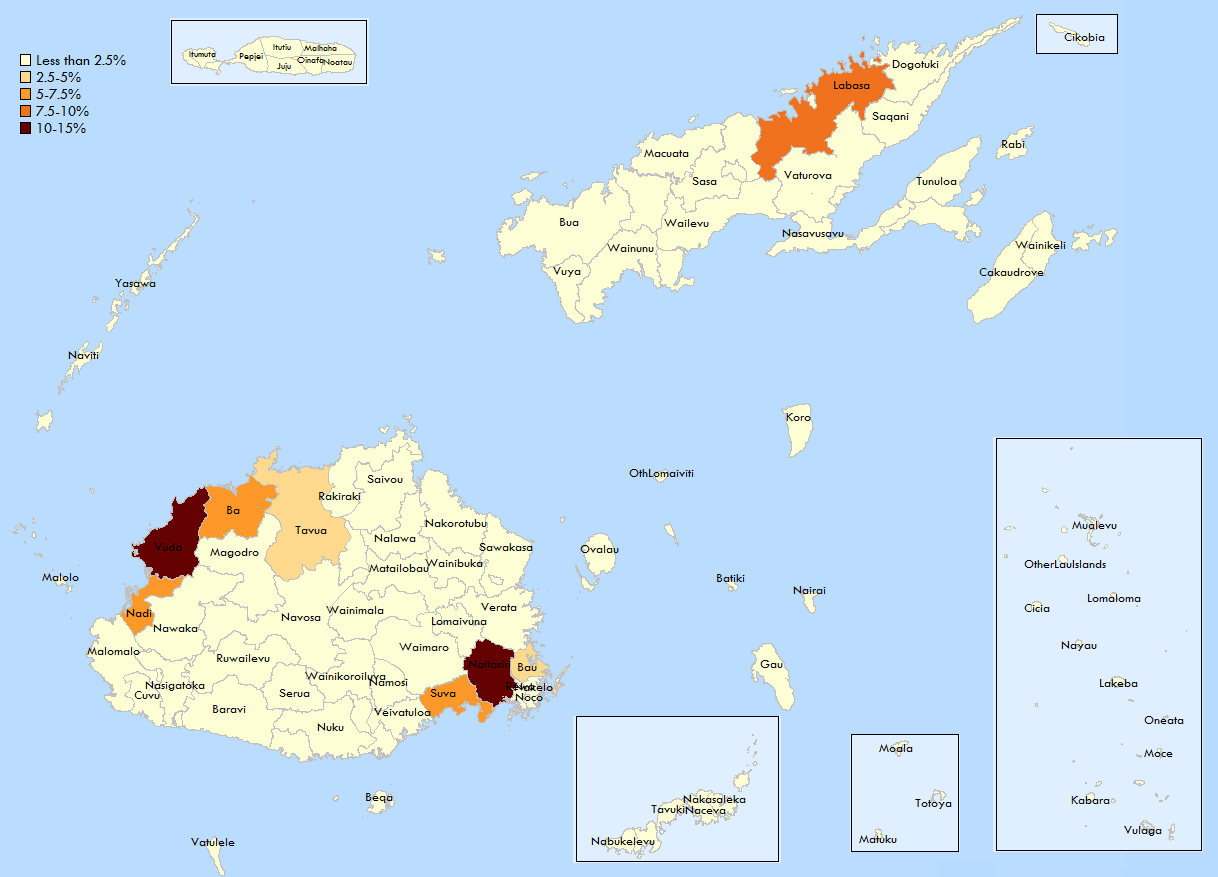 Less than 2.5%
2.5-5%
5-7.5%
7.5-10%
10-15%
Itumuta
Pepjei
Itutiu
Malhaha
Juju
Oinafa
Noatau
Cikobia
Dogotuki
Labasa
Saqani
Rabi
Macuata
Sasa
Vaturova
Tunuloa
Bua
Wailevu
Nasavusavu
Wainunu
Wainikeli
Vuya
Cakaudrove
Yasawa
Naviti
Koro
OthLomaiviti
Saivou
Rakiraki
Ba
Tavua
Nakorotubu
Nalawa
Vuda
Magodro
Sawakasa
Ovalau
Matailobau
Wainibuka
Malolo
Batiki
Nairai
Nadi
Nawaka
Navosa
Wainimala
Verata
Lomaivuna
Malomalo
Ruwailevu
Waimaro
Naitasiri
Bau
Gau
Nasigatoka
Cuvu
Serua
Wainikoroiluva
Namosi
Suva
Nakelo
Noco
Baravi
Veivatuloa
Nuku
Beqa
Vatulele
Nakasaleka
Tavuki
Naceva
Nabukelevu
Moala
Totoya
Matuku
Mualevu
OtherLauIslands
Lomaloma
Cicia
Nayau
Lakeba
Oneata
Moce
Kabara
Vulaga